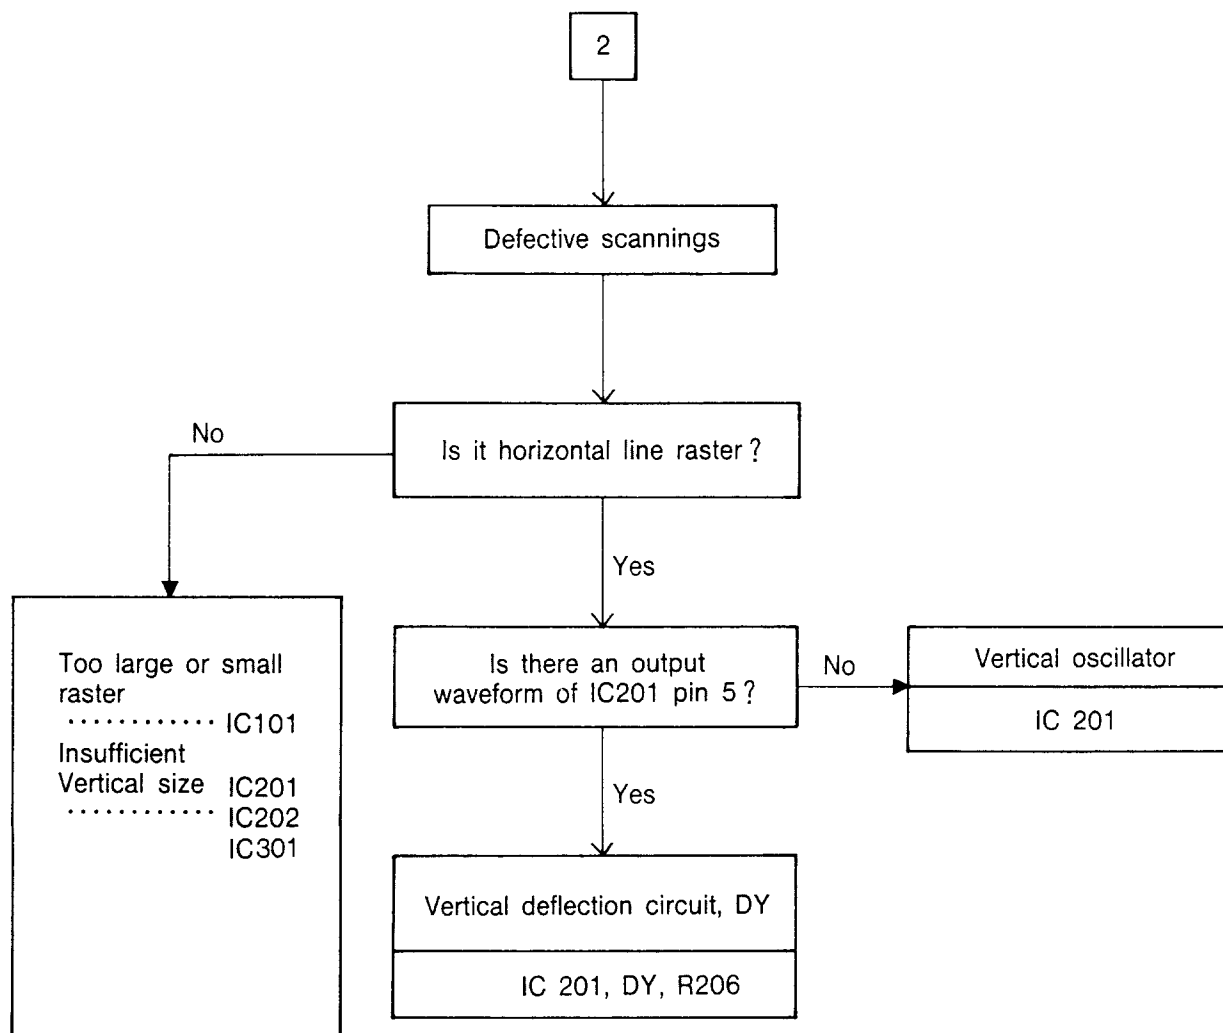 2
Defective scannings
Is it horizontal line raster?
No
Yes
Too large or small
raster
············ IC101
Insufficient
Vertical size IC201
············ IC202
IC301
Is there an output
waveform of IC201 pin 5?
No
Vertical oscillator
IC 201
Yes
Vertical deflection circuit, DY
IC 201, DY, R206